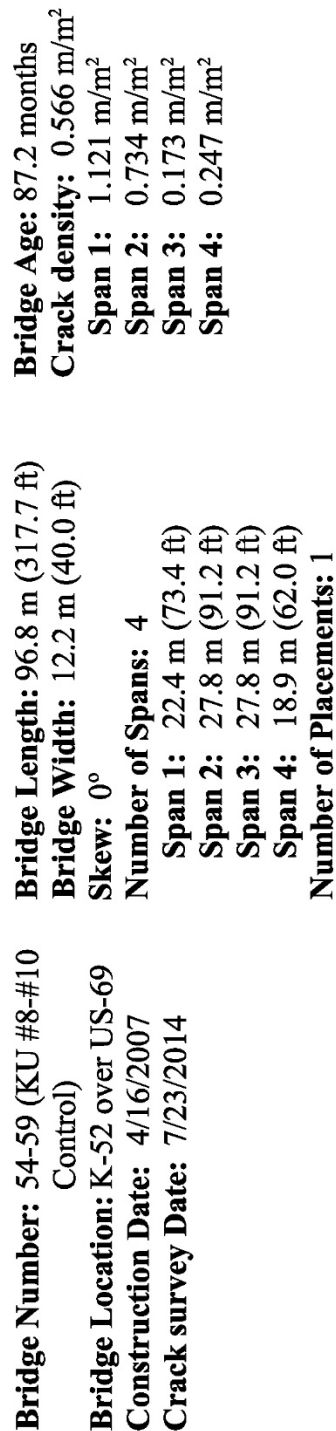 Bridge Number: 54-59 (KU #8-#10
Control)
Bridge Location: K-52 over US-69
Construction Date: 4/16/2007
Crack survey Date: 7/23/2014
Bridge Length: 96.8 m (317.7 ft)
Bridge Width: 12.2 m (40.0 ft)
Skew: 0°
Number of Spans: 4
Span 1: 22.4 m (73.4 ft)
Span 2: 27.8 m (91.2 ft)
Span 3: 27.8 m (91.2 ft)
Span 4: 18.9 m (62.0 ft)
Number of Placements: 1
Bridge Age: 87.2 months
Crack density: 0.566 m/m²
Span 1: 1.121 m/m²
Span 2: 0.734 m/m²
Span 3: 0.173 m/m²
Span 4: 0.247 m/m²